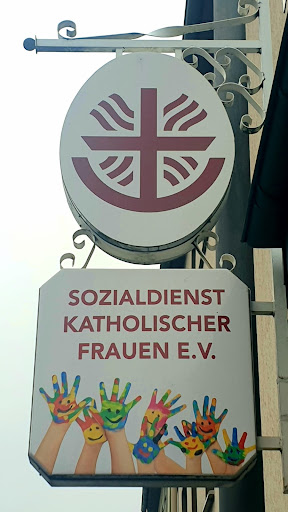 SOZIALDIENST
KATHOLISCHER
FRAUEN E.V.